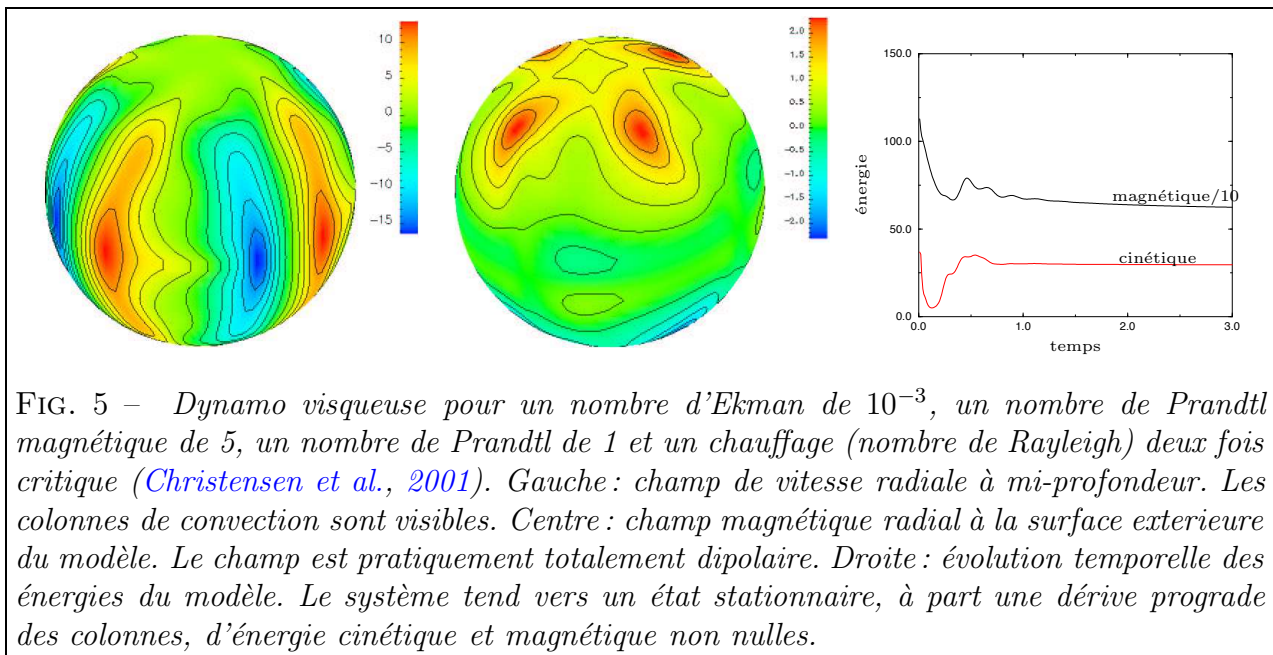 10
5
0
−5
−10
−15
2.0
1.5
1.0
0.5
0.0
-0.5
-1.0
-1.5
-2.0
150.0
100.0
50.0
0.0
énergie
magnétique/10
cinétique
0.0 1.0 2.0 3.0
temps
FIG. 5 – Dynamo visqueuse pour un nombre d'Ekman de 10⁻³, un nombre de Prandtl
magnétique de 5, un nombre de Prandtl de 1 et un chauffage (nombre de Rayleigh) deux fois
critique (Christensen et al., 2001). Gauche : champ de vitesse radiale à mi-profondeur. Les
colonnes de convection sont visibles. Centre : champ magnétique radial à la surface exterieure
du modèle. Le champ est pratiquement totalement dipolaire. Droite : évolution temporelle des
énergies du modèle. Le système tend vers un état stationnaire, à part une dérive prograde
des colonnes, d'énergie cinétique et magnétique non nulles.